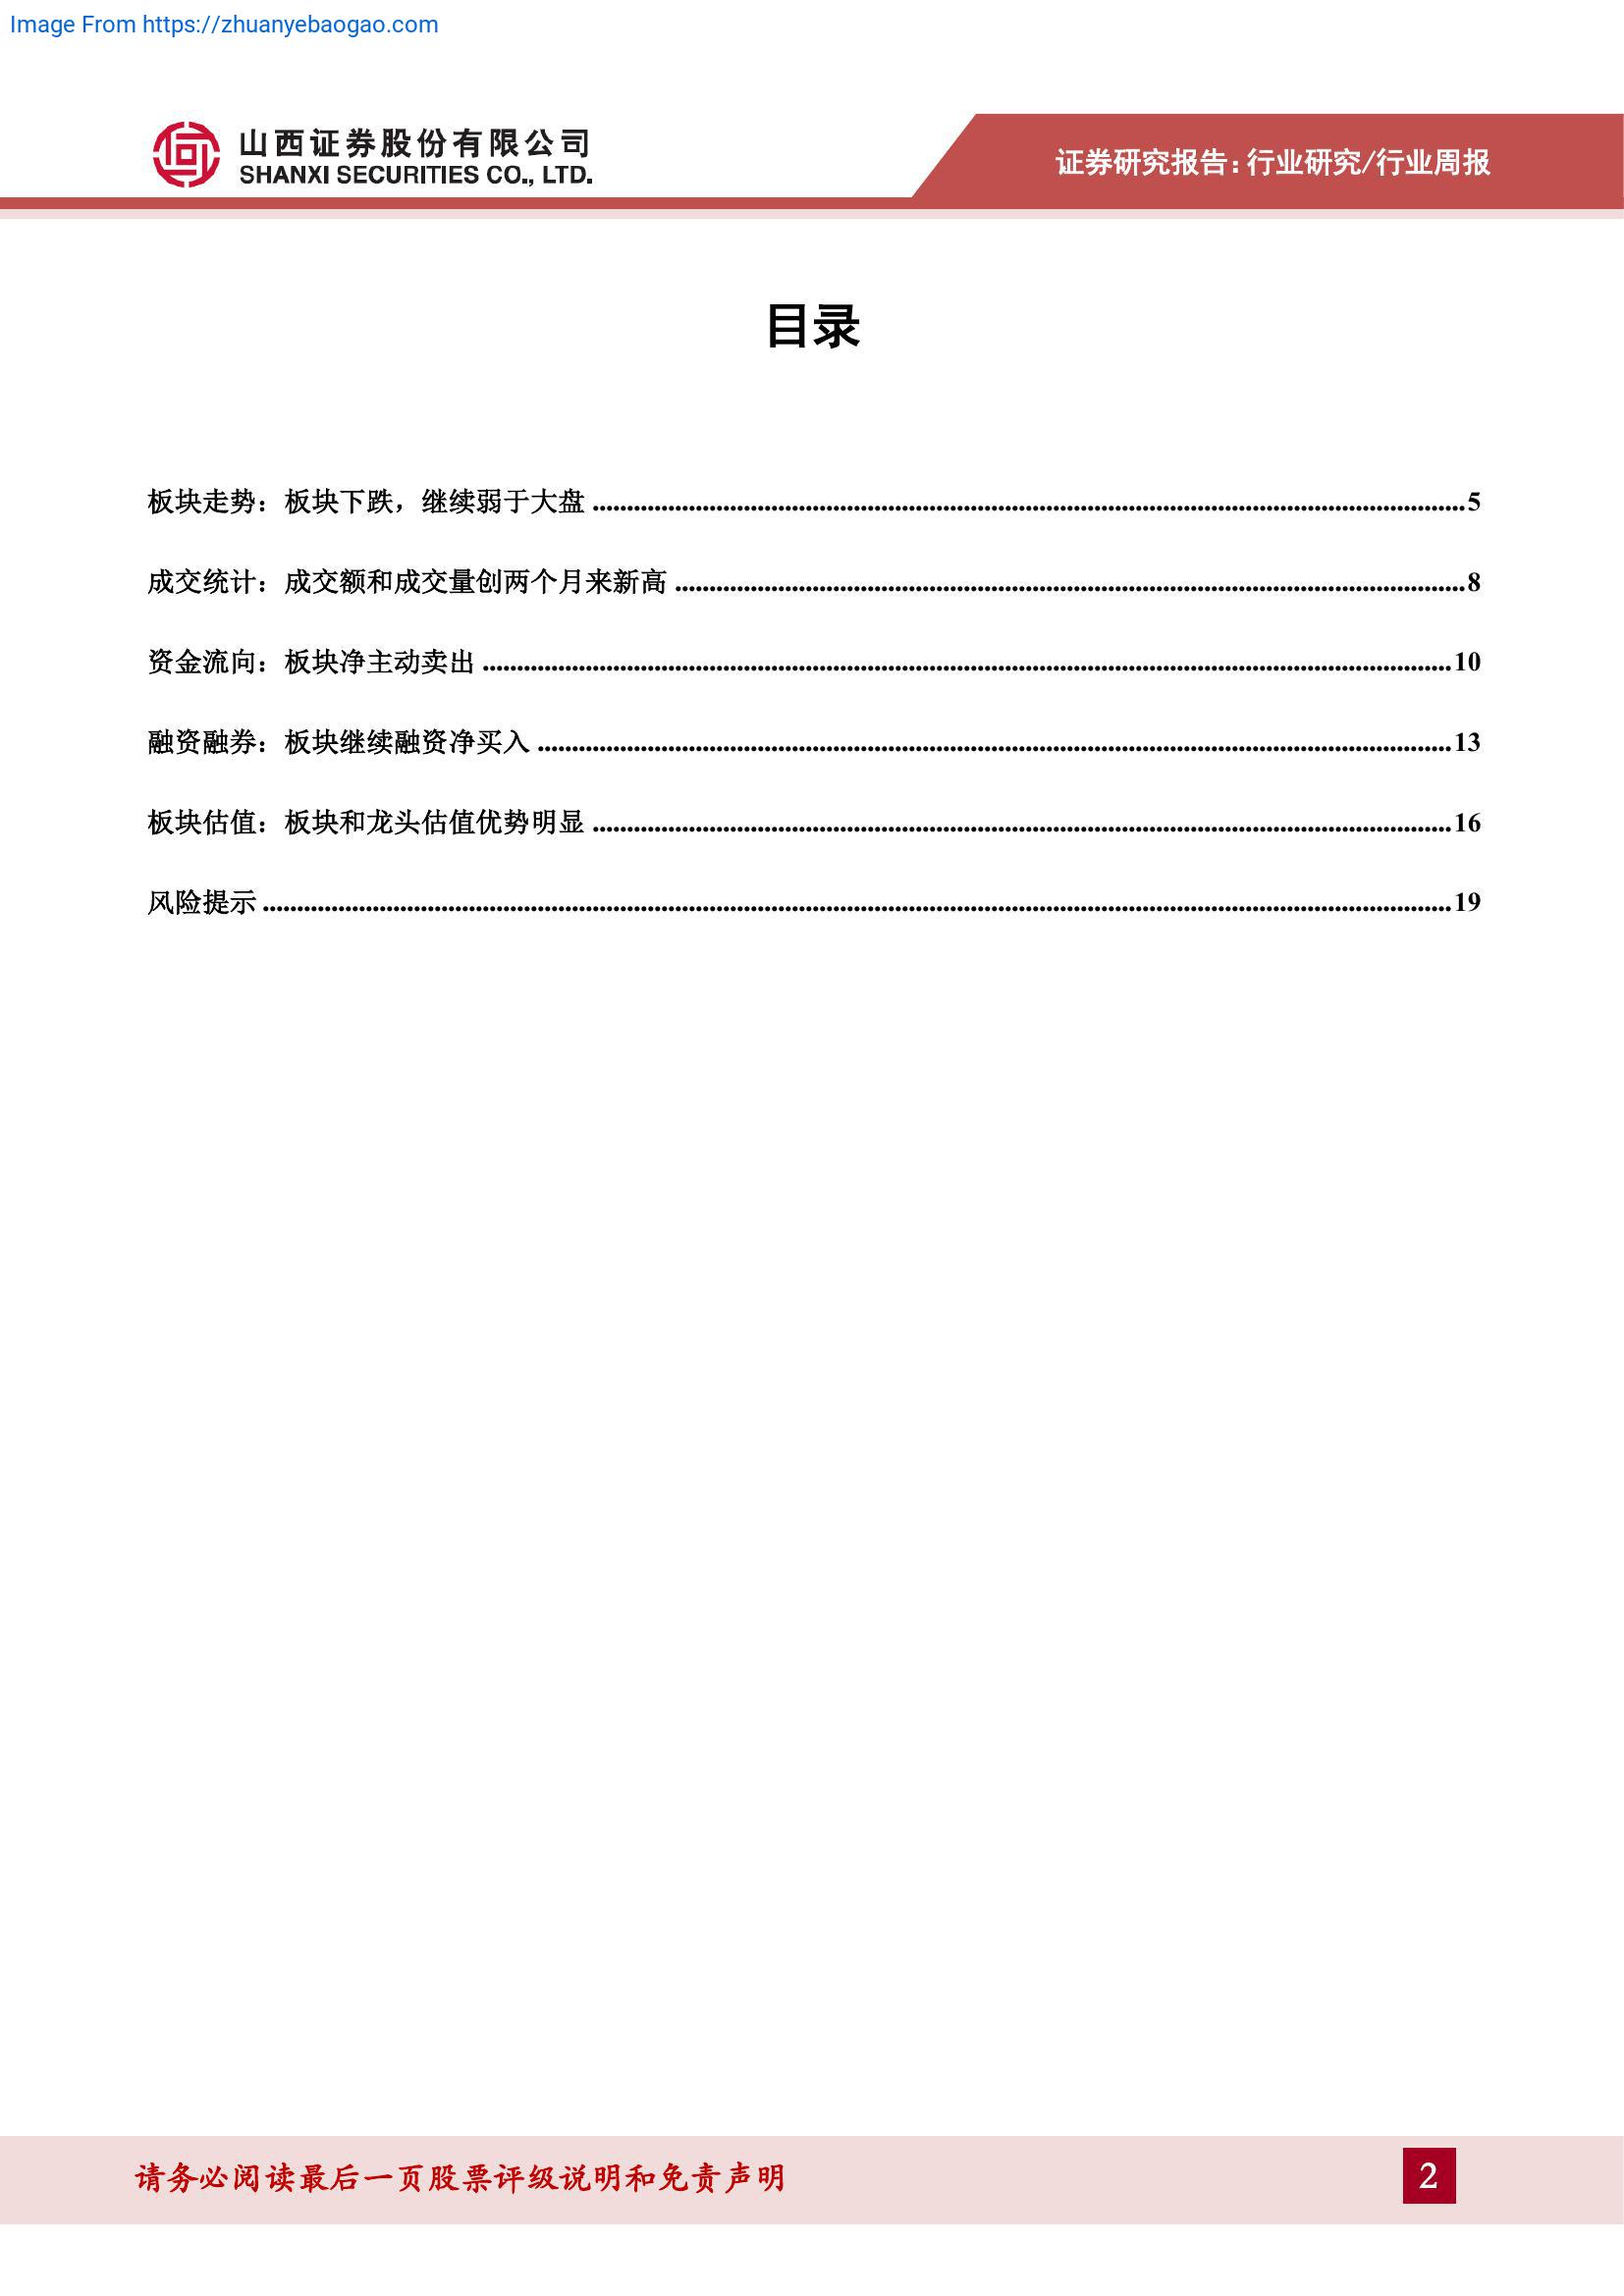 Image From https://zhuanyebaogao.com
山西证券股份有限公司
SHANXI SECURITIES CO., LTD.
证券研究报告：行业研究/行业周报
目录
板块走势：板块下跌，继续弱于大盘 ........................................ 5
成交统计：成交额和成交量创两个月来新高 ........................................ 8
资金流向：板块净主动卖出 ........................................ 10
融资融券：板块继续融资净买入 ........................................ 13
板块估值：板块和龙头估值优势明显 ........................................ 16
风险提示 ........................................ 19
请务必阅读最后一页股票评级说明和免责声明
2